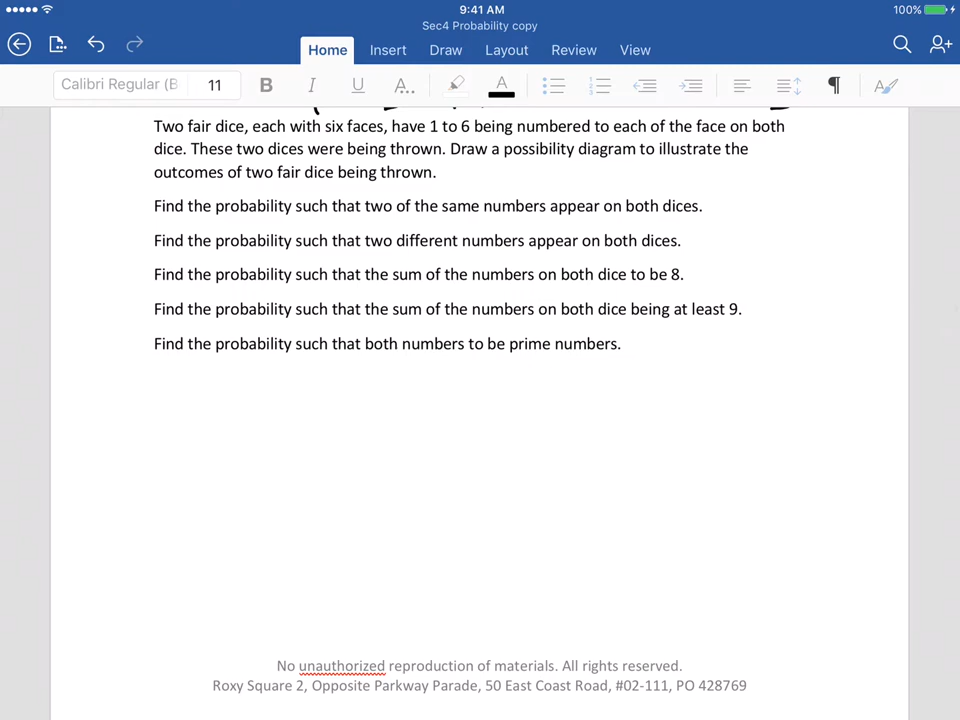 9:41 AM
100%
Sec4 Probability copy
Home Insert Draw Layout Review View
Calibri Regular (B 11 B I U A..  A ¶ A
Two fair dice, each with six faces, have 1 to 6 being numbered to each of the face on both
dice. These two dices were being thrown. Draw a possibility diagram to illustrate the
outcomes of two fair dice being thrown.
Find the probability such that two of the same numbers appear on both dices.
Find the probability such that two different numbers appear on both dices.
Find the probability such that the sum of the numbers on both dice to be 8.
Find the probability such that the sum of the numbers on both dice being at least 9.
Find the probability such that both numbers to be prime numbers.
No unauthorized reproduction of materials. All rights reserved.
Roxy Square 2, Opposite Parkway Parade, 50 East Coast Road, #02-111, PO 428769